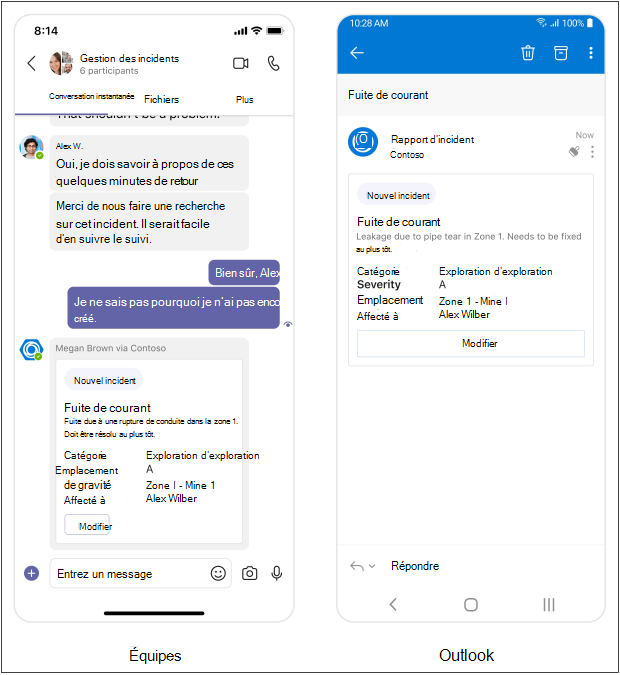 8:14
Gestion des incidents
6 participants
Conversation instantanée Fichiers Plus
That shouldn't be a problem.
Alex W.
Oui, je dois savoir à propos de ces
quelques minutes de retour
Merci de nous faire une recherche
sur cet incident. Il serait facile
d'en suivre le suivi.
Bien sûr, Alex
Je ne sais pas pourquoi je n'ai pas enco
créé.
Megan Brown via Contoso
Nouvel incident
Fuite de courant
Fuite due à une rupture de conduite dans la zone 1.
Doit être résolu au plus tôt.
Catégorie Exploration d'exploration
Emplacement A
de gravité Zone I - Mine 1
Affecté à Alex Wilber
Modifier
Entrez un message
Équipes
10:28 AM 100%
Fuite de courant
Rapport d'incident
Now
Contoso
Nouvel incident
Fuite de courant
Leakage due to pipe tear in Zone 1. Needs to be fixed
au plus tôt.
Catégorie Exploration d'exploration
Severity A
Emplacement Zone 1 - Mine I
Affecté à Alex Wilber
Modifier
Répondre
Outlook